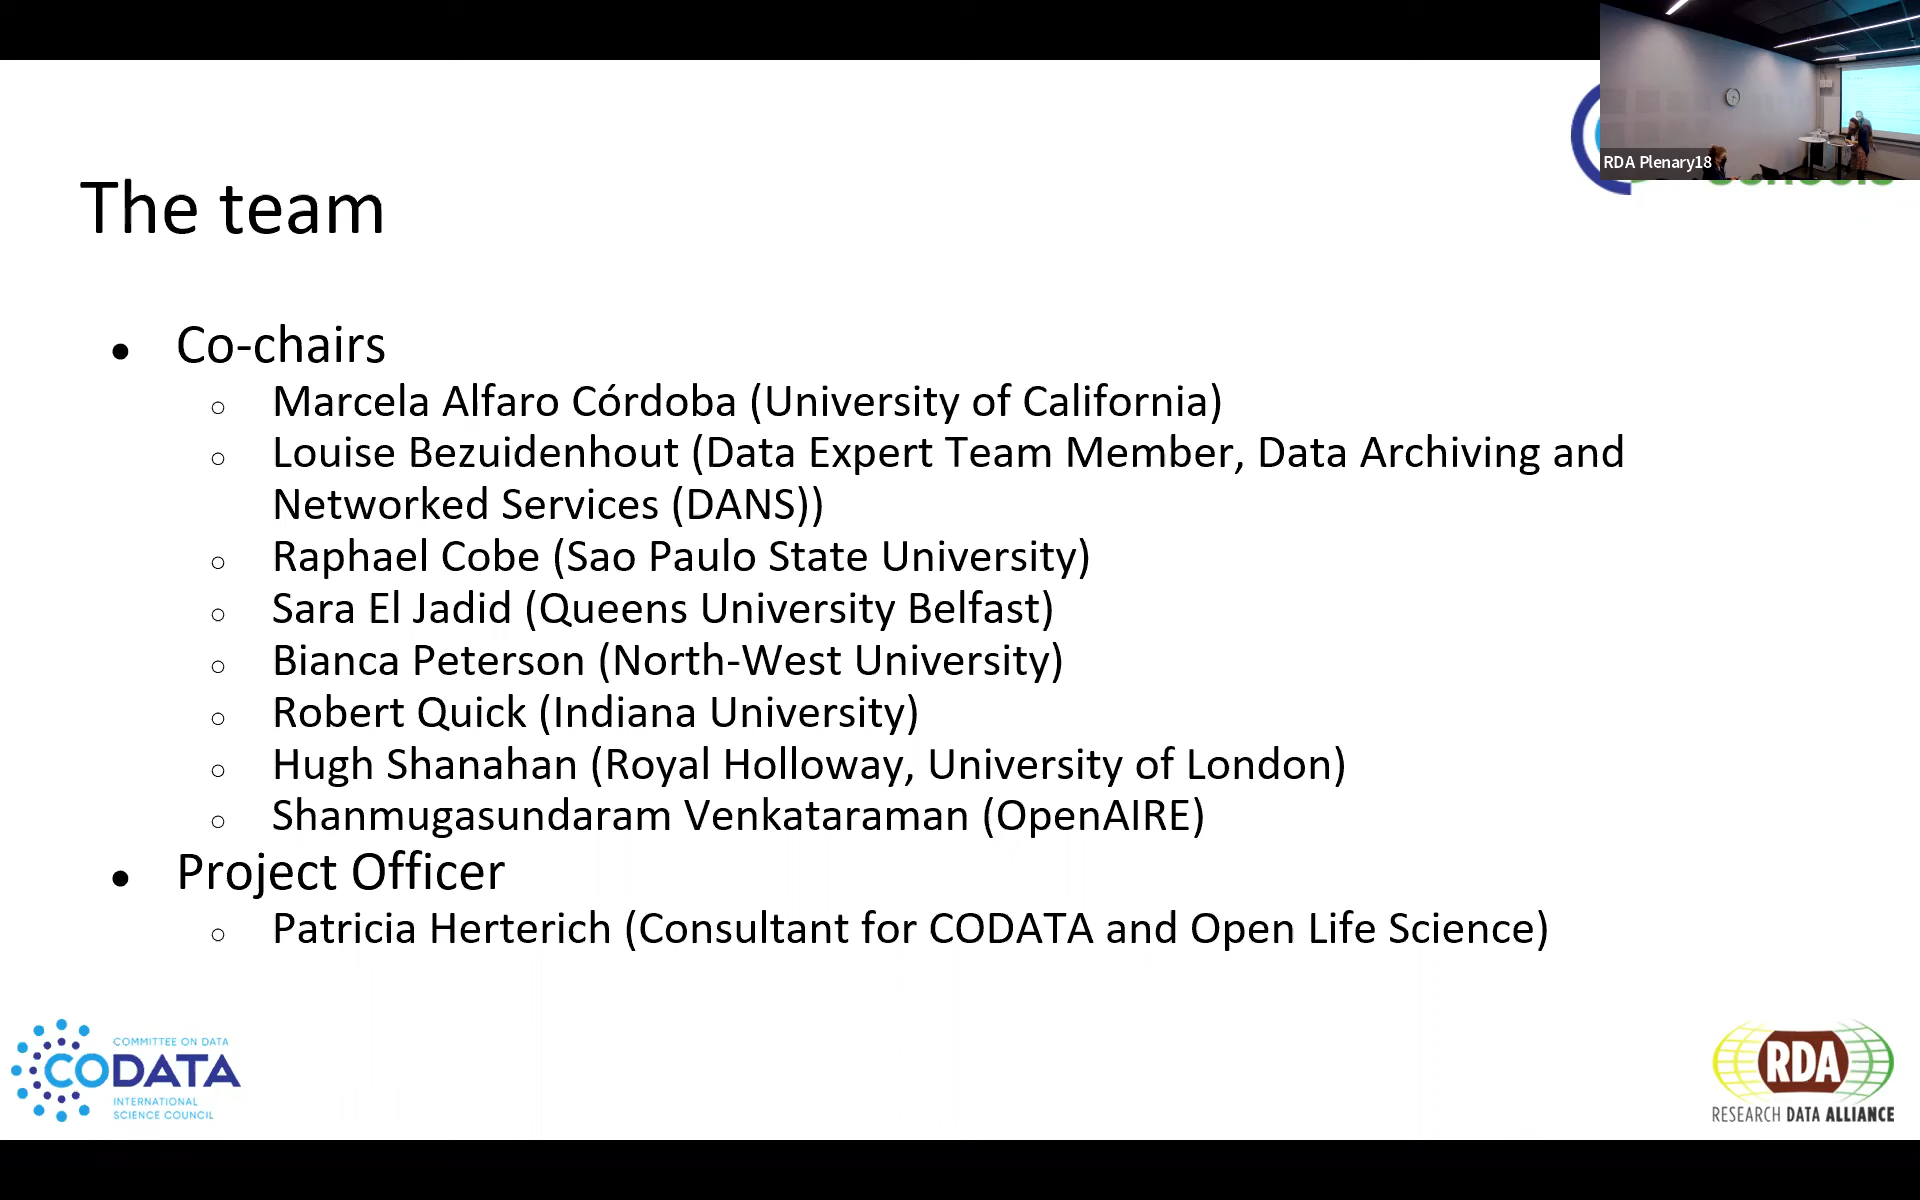 RDA Plenary18
The team
● Co-chairs
○ Marcela Alfaro Córdoba (University of California)
○ Louise Bezuidenhout (Data Expert Team Member, Data Archiving and
Networked Services (DANS))
○ Raphael Cobe (Sao Paulo State University)
○ Sara El Jadid (Queens University Belfast)
○ Bianca Peterson (North-West University)
○ Robert Quick (Indiana University)
○ Hugh Shanahan (Royal Holloway, University of London)
○ Shanmugasundaram Venkataraman (OpenAIRE)
● Project Officer
○ Patricia Herterich (Consultant for CODATA and Open Life Science)
COMMITTEE ON DATA
CODATA
INTERNATIONAL
SCIENCE COUNCIL
RDA
RESEARCH DATA ALLIANCE